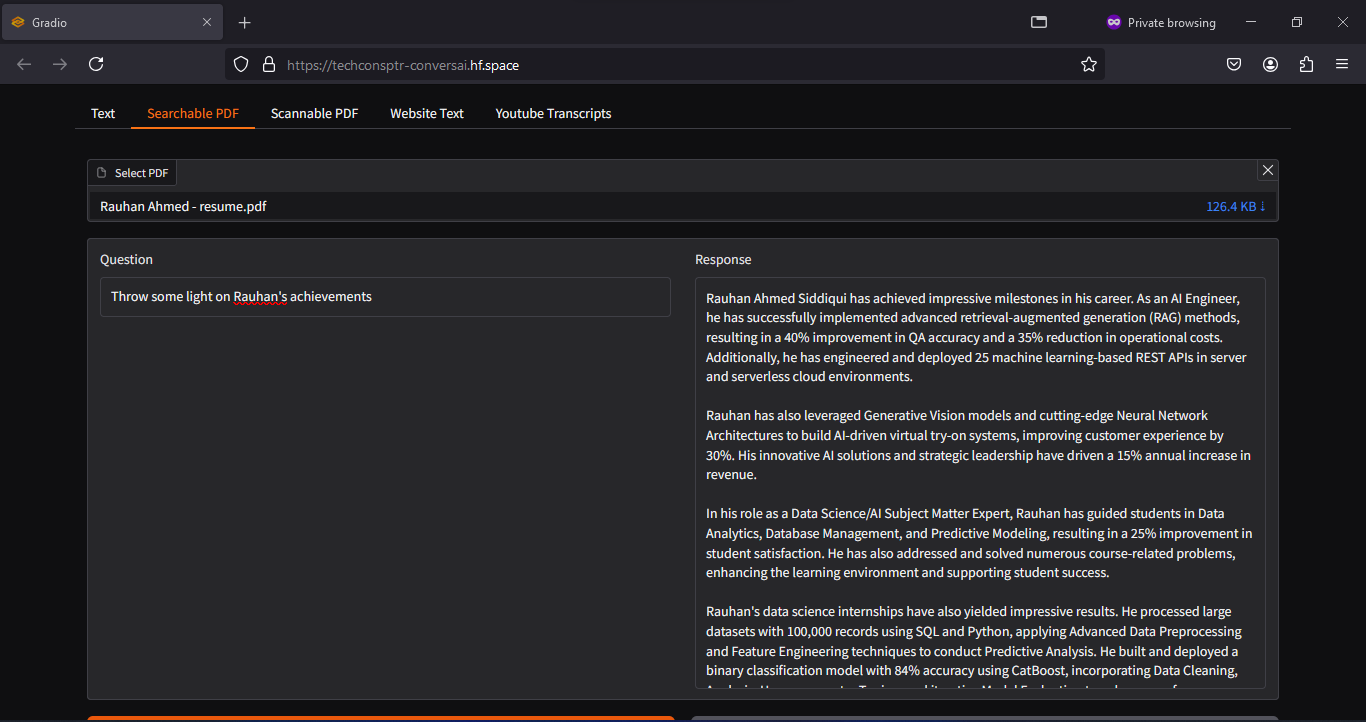 Gradio
Private browsing
https://techconsptr-conversai.hf.space
Text Searchable PDF Scannable PDF Website Text Youtube Transcripts
Select PDF
Rauhan Ahmed - resume.pdf 126.4 KB ↓
Question
Throw some light on Rauhan's achievements
Response
Rauhan Ahmed Siddiqui has achieved impressive milestones in his career. As an AI Engineer,
he has successfully implemented advanced retrieval-augmented generation (RAG) methods,
resulting in a 40% improvement in QA accuracy and a 35% reduction in operational costs.
Additionally, he has engineered and deployed 25 machine learning-based REST APIs in server
and serverless cloud environments.
Rauhan has also leveraged Generative Vision models and cutting-edge Neural Network
Architectures to build AI-driven virtual try-on systems, improving customer experience by
30%. His innovative AI solutions and strategic leadership have driven a 15% annual increase in
revenue.
In his role as a Data Science/AI Subject Matter Expert, Rauhan has guided students in Data
Analytics, Database Management, and Predictive Modeling, resulting in a 25% improvement in
student satisfaction. He has also addressed and solved numerous course-related problems,
enhancing the learning environment and supporting student success.
Rauhan's data science internships have also yielded impressive results. He processed large
datasets with 100,000 records using SQL and Python, applying Advanced Data Preprocessing
and Feature Engineering techniques to conduct Predictive Analysis. He built and deployed a
binary classification model with 84% accuracy using CatBoost, incorporating Data Cleaning,